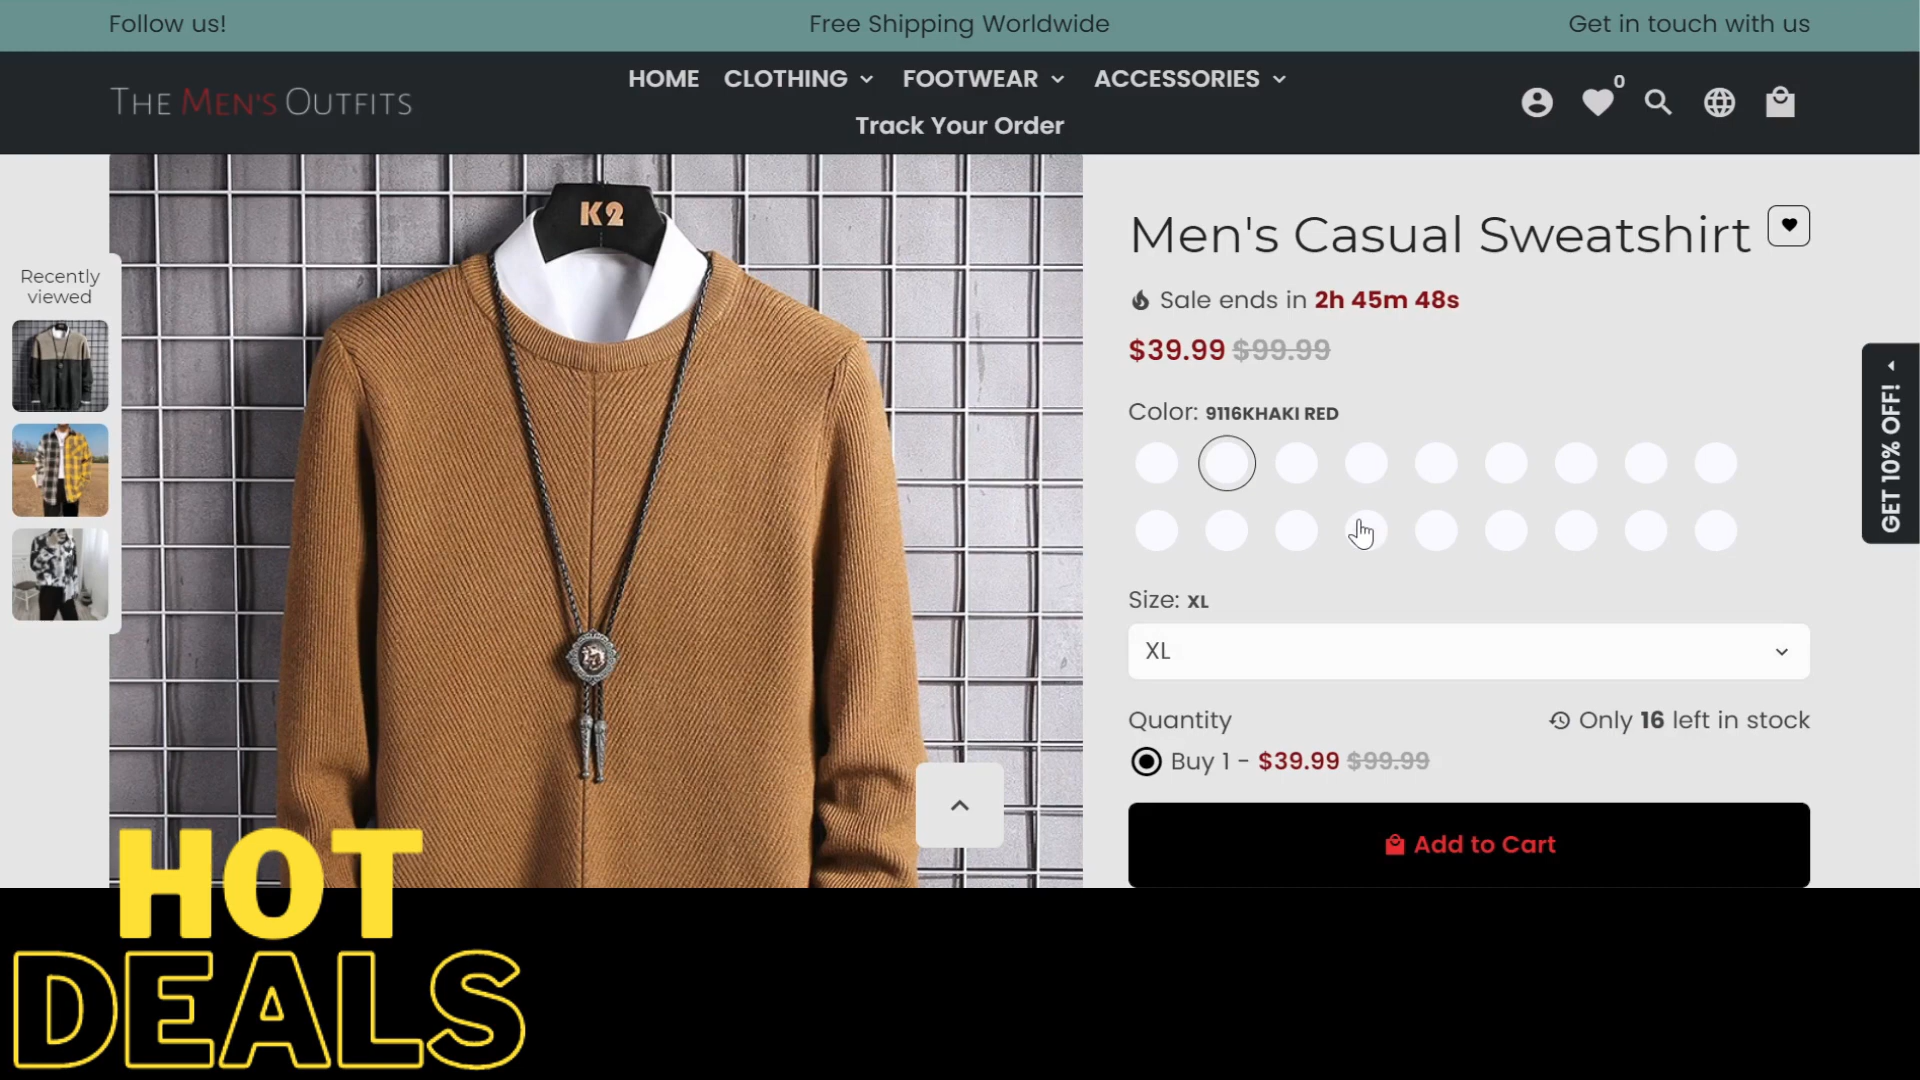 Follow us!
Free Shipping Worldwide
Get in touch with us
THE MEN'S OUTFITS
HOME CLOTHING FOOTWEAR ACCESSORIES
Track Your Order
0
Recently
viewed
K2
Men's Casual Sweatshirt
Sale ends in 2h 45m 48s
$39.99 $99.99
Color: 9116KHAKI RED
Size: XL
XL
Quantity
Only 16 left in stock
Buy 1 - $39.99 $99.99
Add to Cart
GET 10% OFF!
HOT
DEALS